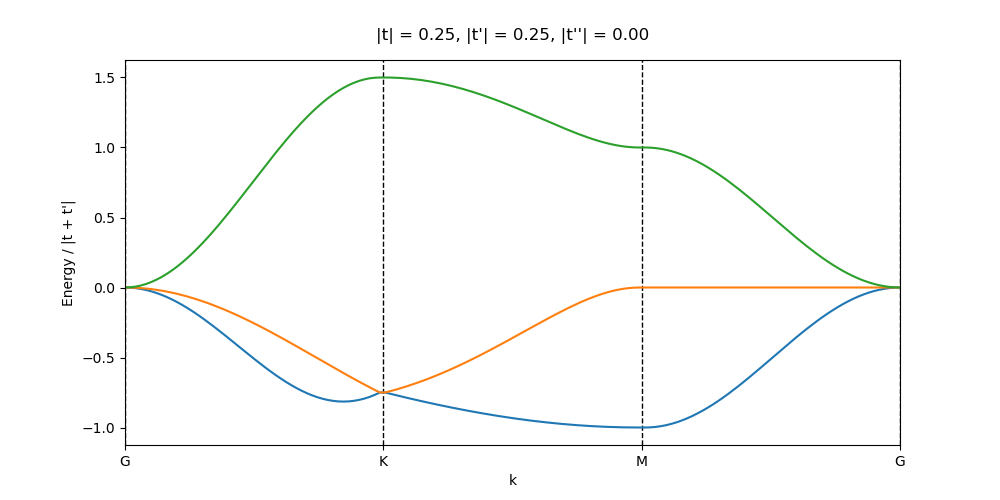 |t| = 0.25, |t'| = 0.25, |t''| = 0.00
1.5
1.0
0.5
0.0
−0.5
−1.0
Energy / |t + t'|
G K M G
k